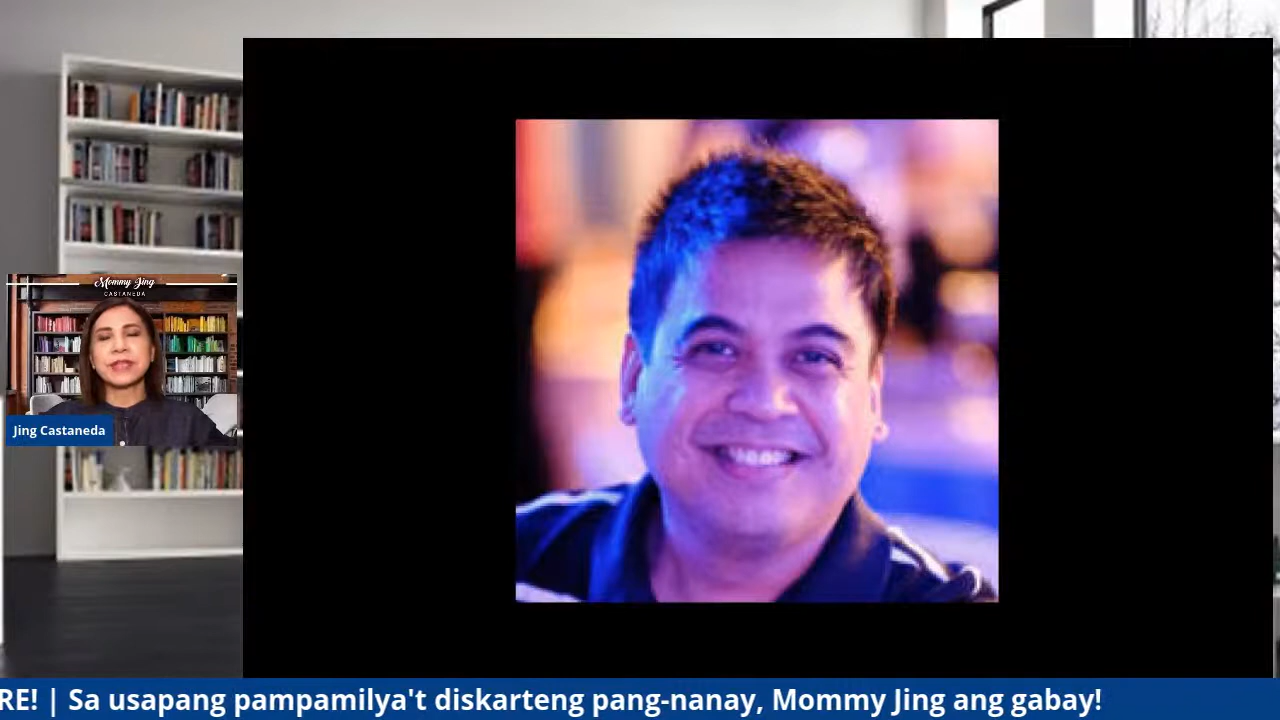 Mommy Jing
CASTANEDA
Jing Castaneda
RE! | Sa usapang pampamilya't diskarteng pang-nanay, Mommy Jing ang gabay!